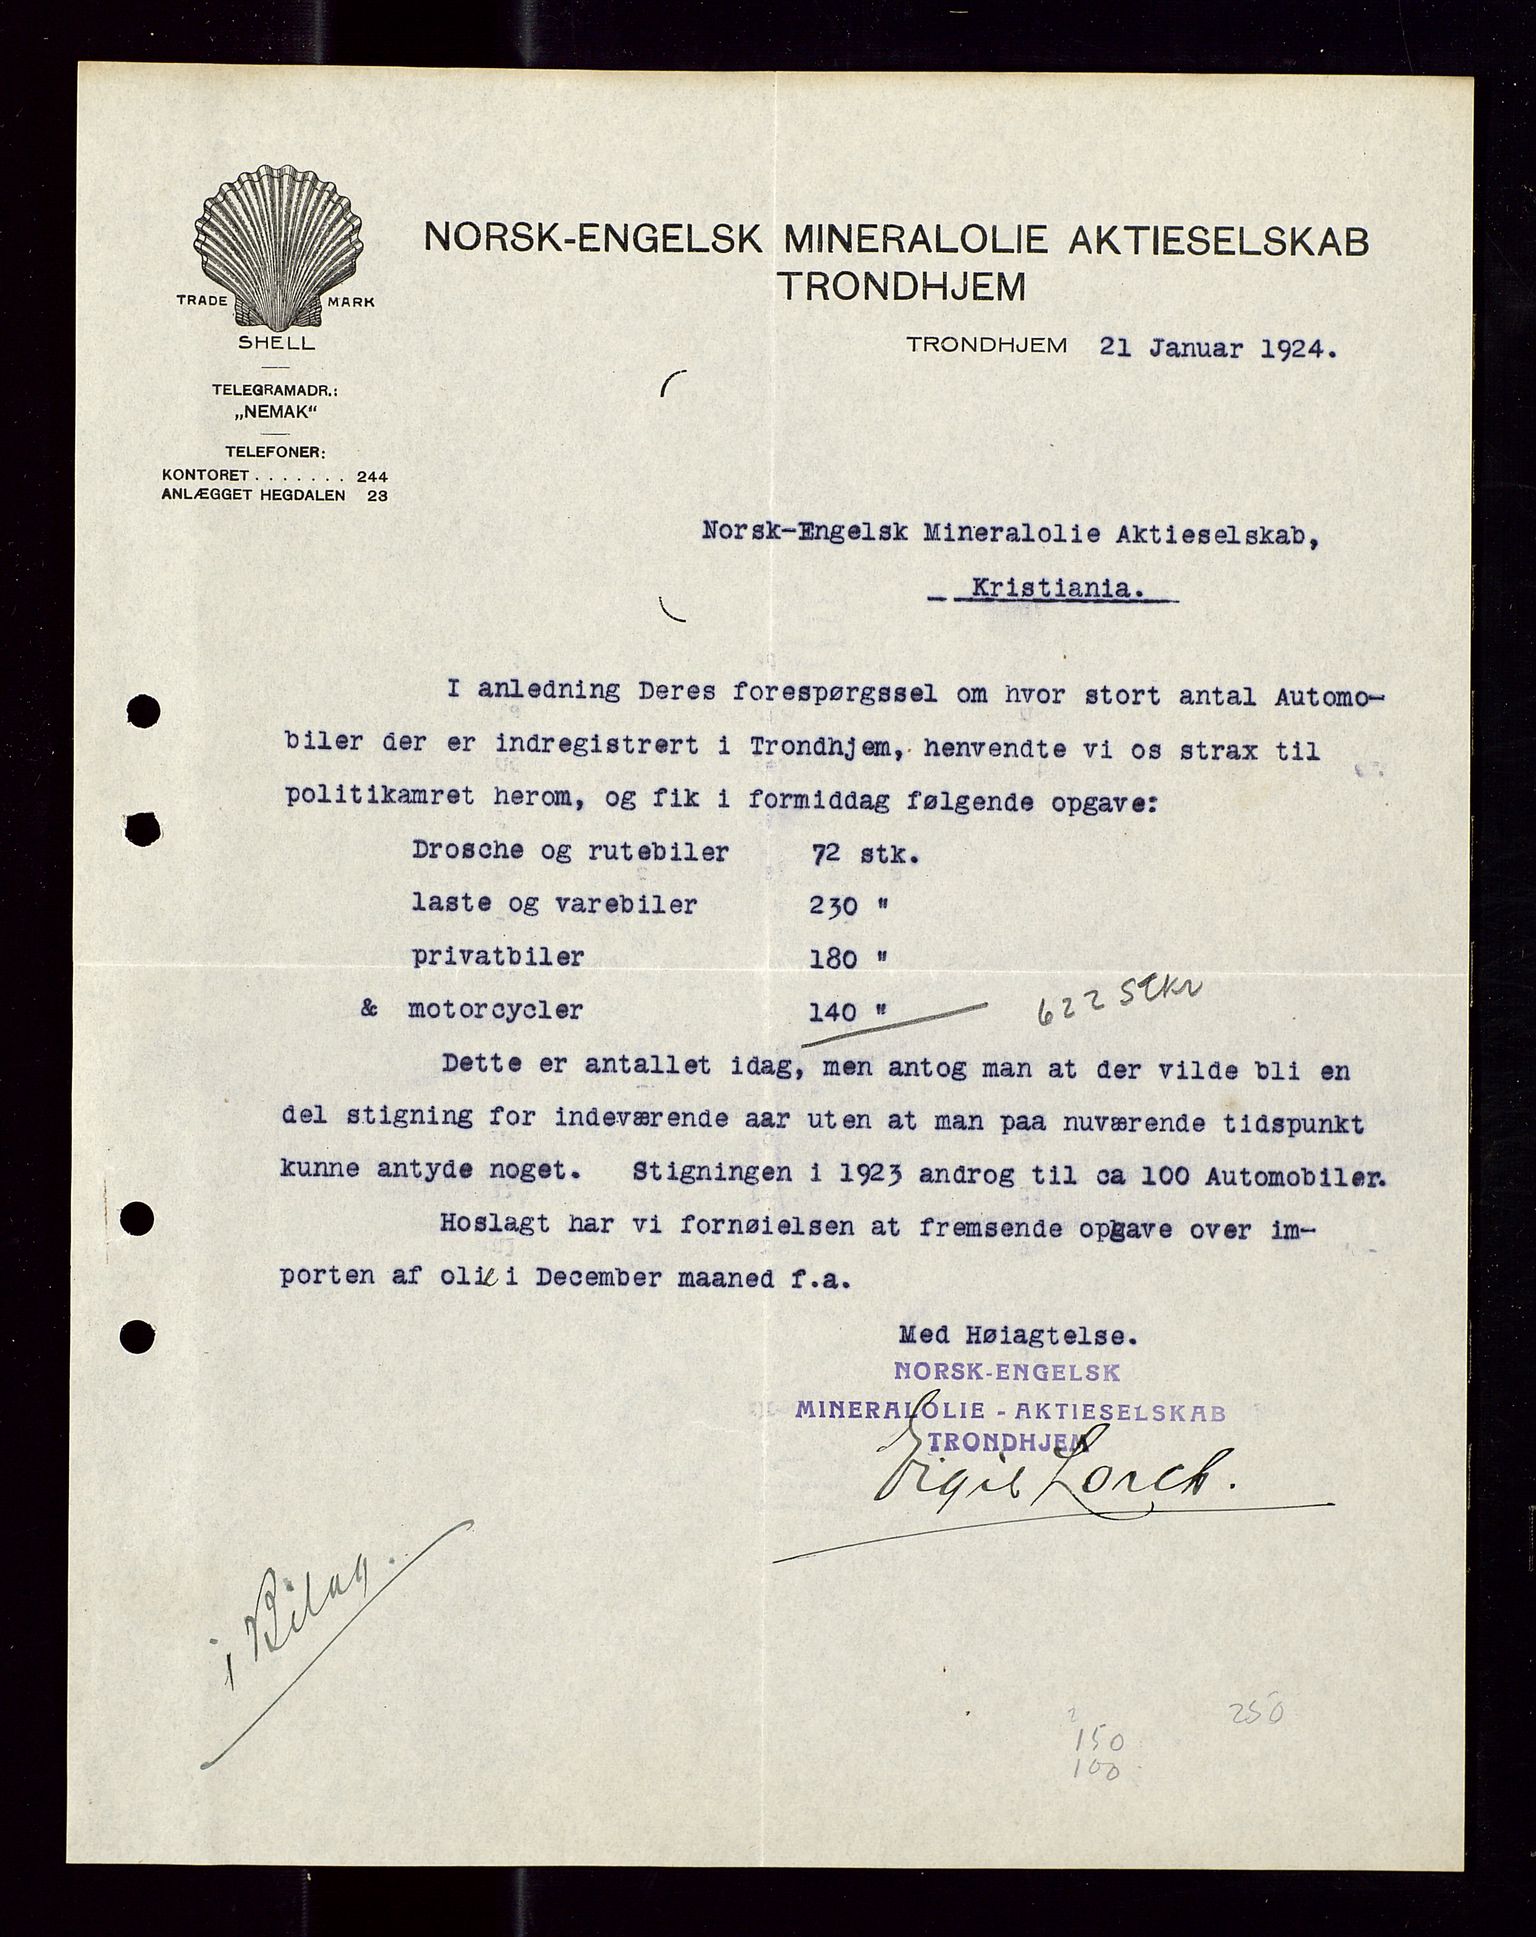 NORSK-ENGELSK MINERALOLIE AKTIESELSKAB
TRONDHJEM
TRADE MARK
SHELL
TELEGRAMADR.:
„NEMAK“
TELEFONER:
KONTORET . . . . . . . 244
ANLÆGGET HEGDALEN 23
TRONDHJEM 21 Januar 1924.
Norsk-Engelsk Mineralolie Aktieselskab,
Kristiania.
I anledning Deres forespørgssel om hvor stort antal Automo-
biler der er indregistrert i Trondhjem, henvendte vi os strax til
politikamret herom, og fik i formiddag følgende opgave:
Drosche og rutebiler 72 stk.
laste og varebiler 230 "
privatbiler 180 "
& motorcycler 140 " 622 Stkr
Dette er antallet idag, men antog man at der vilde bli en
del stigning for indeværende aar uten at man paa nuværende tidspunkt
kunne antyde noget. Stigningen i 1923 androg til ca 100 Automobiler.
Hoslagt har vi fornøielsen at fremsende opgave over im-
porten af olie i December maaned f.a.
Med Høiagtelse.
NORSK-ENGELSK
MINERALOLIE - AKTIESELSKAB
TRONDHJEM
Eigil Lorch.
1 Bilag.
250
150
100